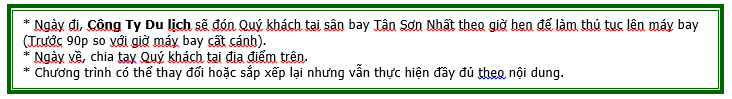 * Ngày đi, Công Ty Du lịch sẽ đón Quý khách tại sân bay Tân Sơn Nhất theo giờ hẹn để làm thủ tục lên máy bay
(Trước 90p so với giờ máy bay cất cánh).
* Ngày về, chia tay Quý khách tại địa điểm trên.
* Chương trình có thể thay đổi hoặc sắp xếp lại nhưng vẫn thực hiện đầy đủ theo nội dung.